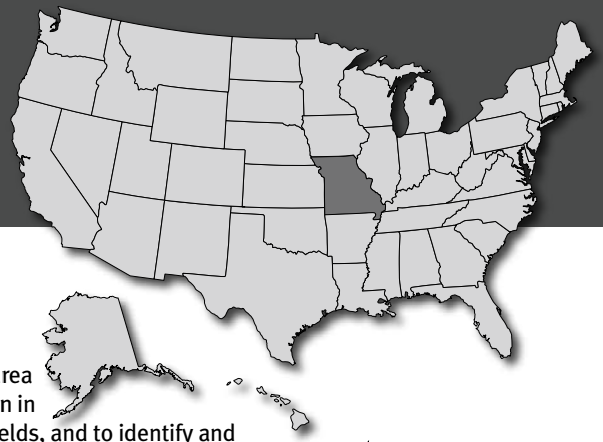 rea
n in
elds, and to identify and